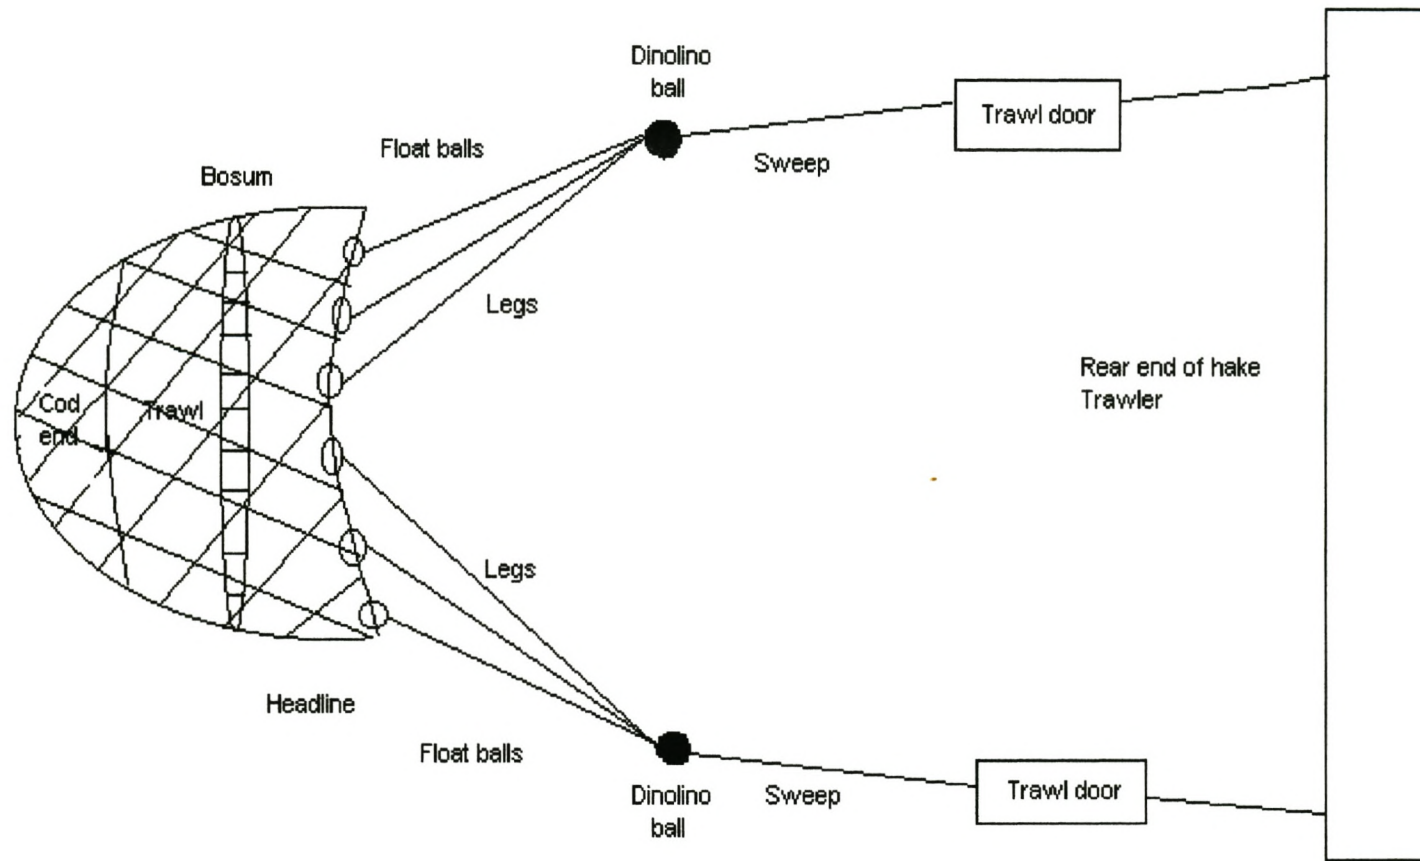 Dinolino
ball
Trawl door
Float balls
Sweep
Bosum
Legs
Rear end of hake
Trawler
Cod
end
Trawl
Legs
Headline
Float balls
Dinolino
ball
Sweep
Trawl door